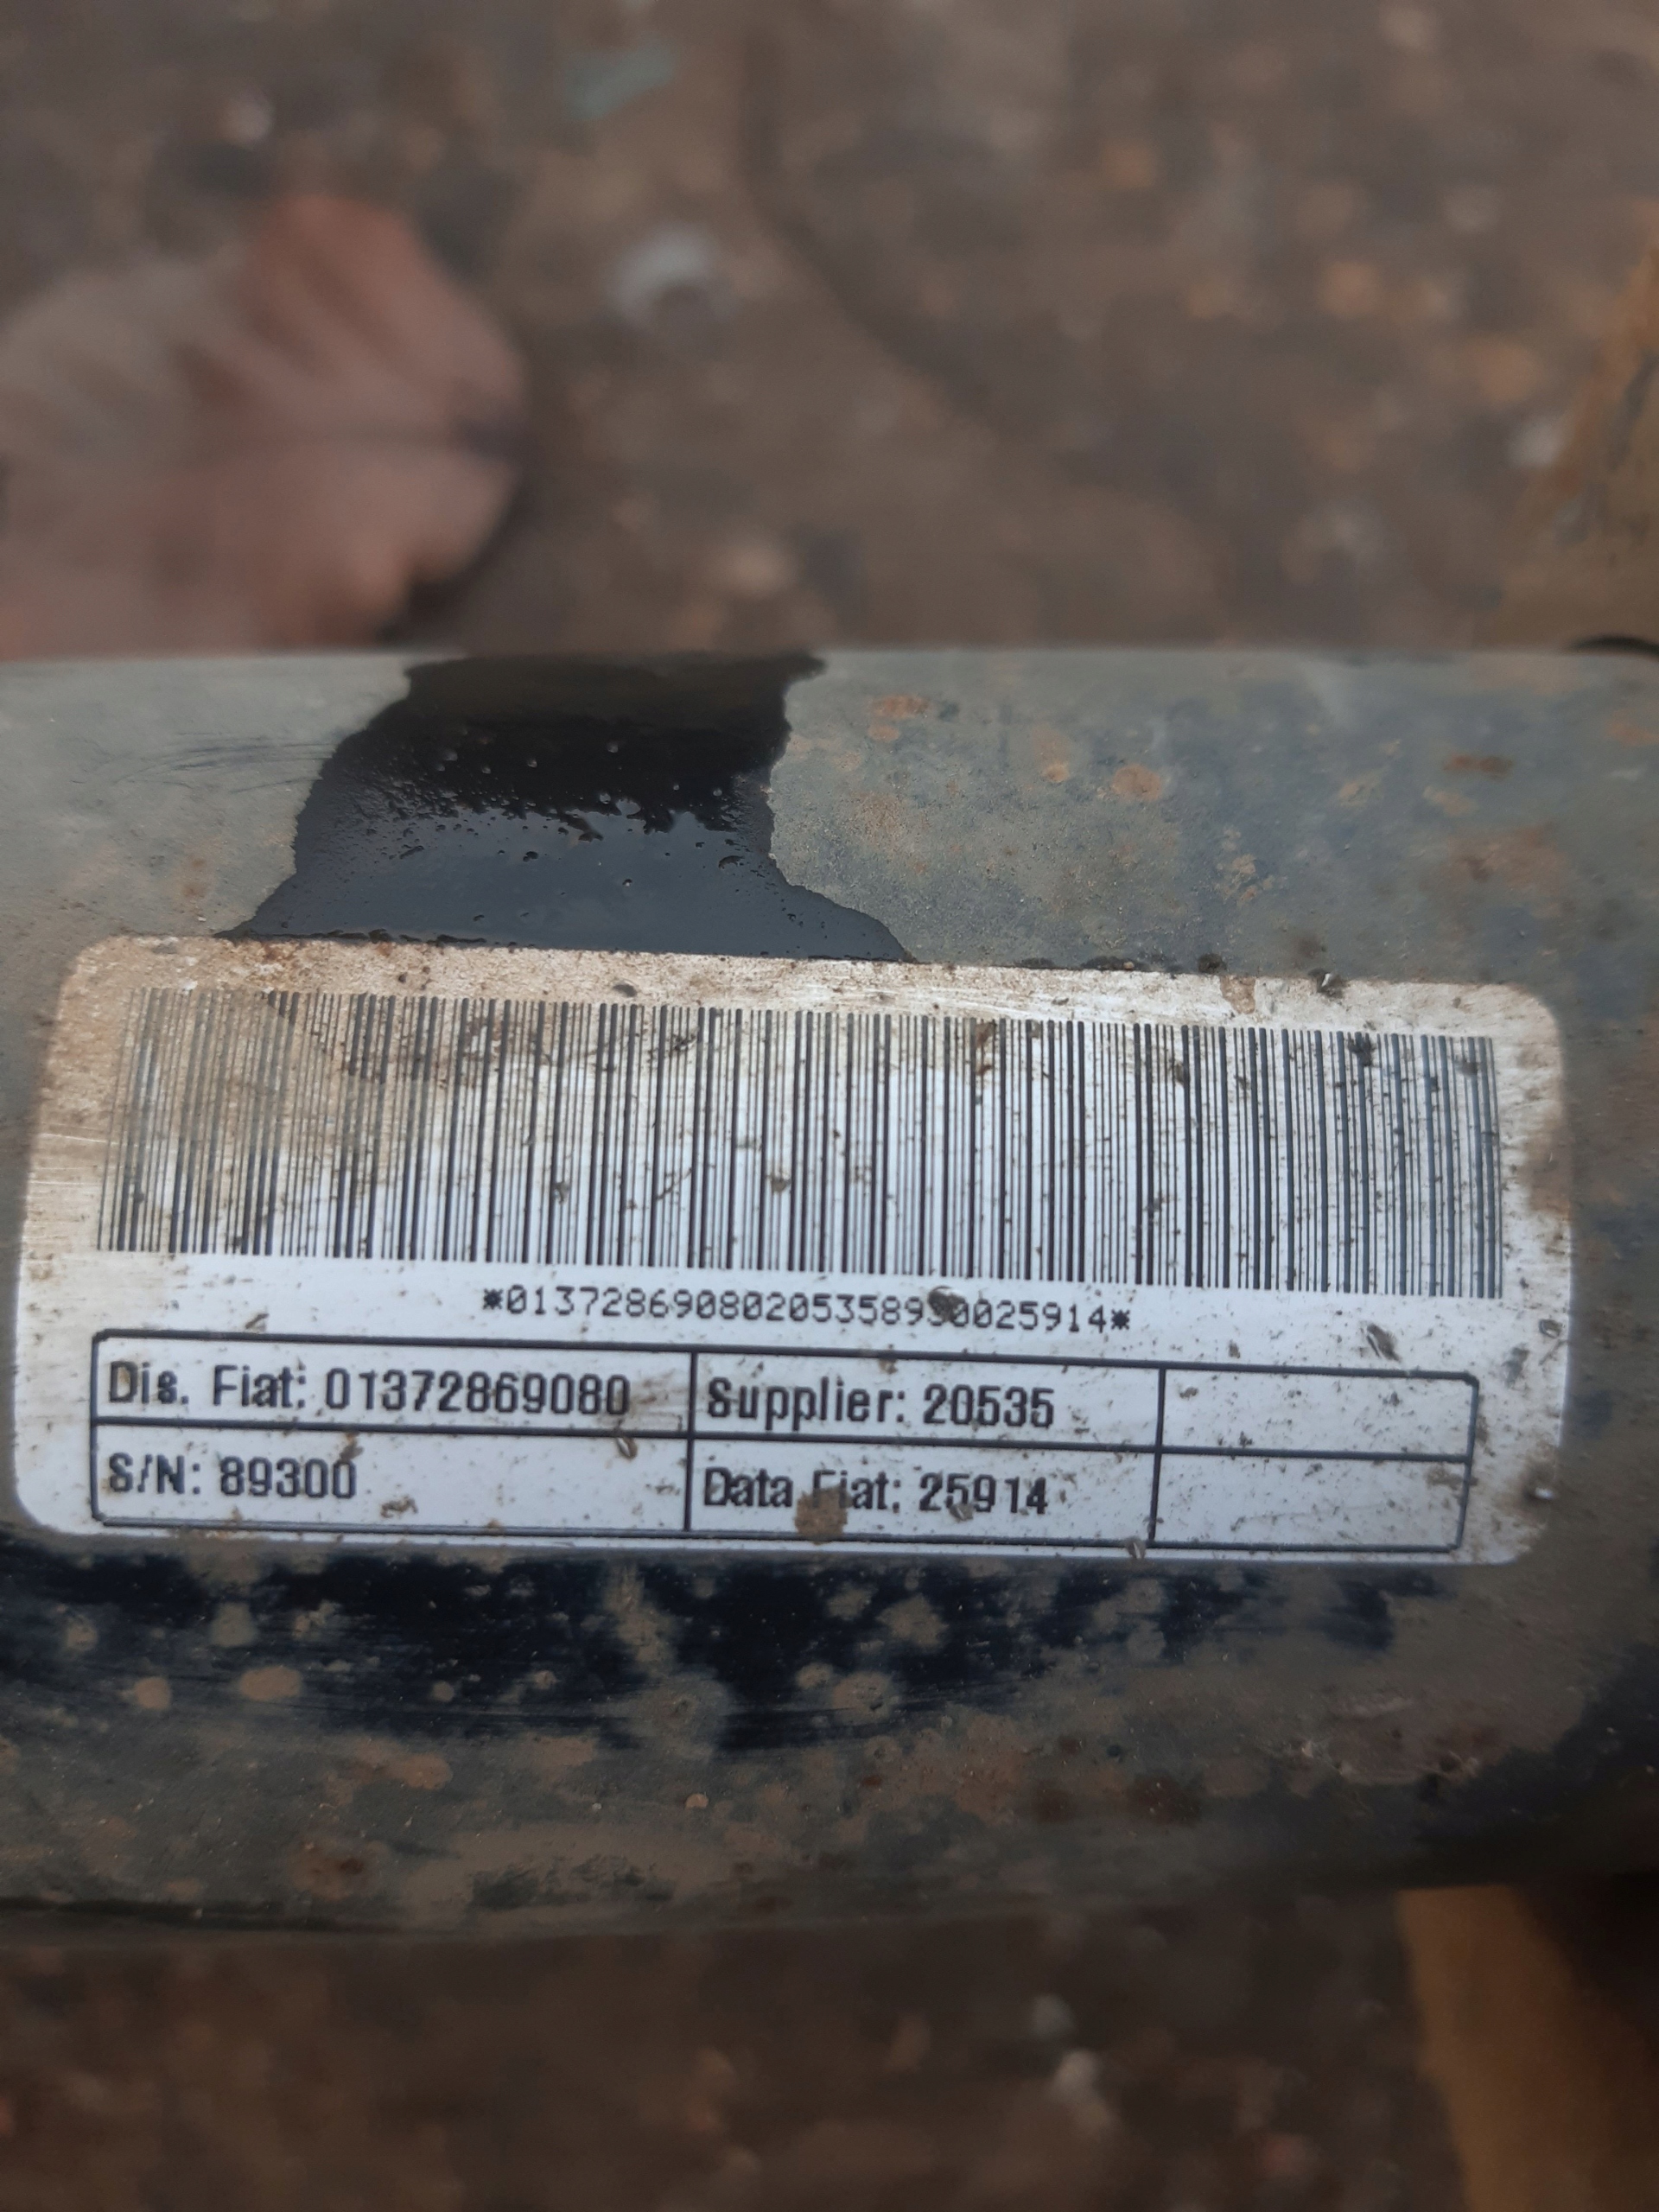 *01372869080205358930025914*
Dis. Fiat: 01372869080
Supplier: 20535
S/N: 89300
Data Fiat: 25914